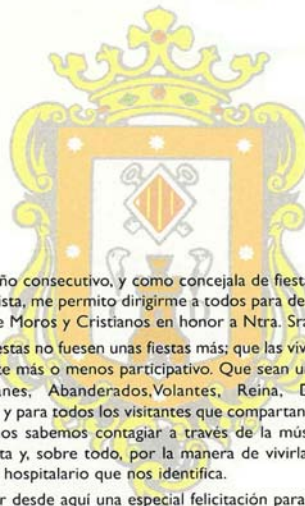 ño consecutivo, y como concejala de fiesta
ista, me permito dirigirme a todos para de
e Moros y Cristianos en honor a Ntra. Sra
estas no fuesen unas fiestas más; que las viv
te más o menos participativo. Que sean u
anes, Abanderados,Volantes, Reina, D
y para todos los visitantes que compartan
os sabemos contagiar a través de la mús
ta y, sobre todo, por la manera de vivirla
hospitalario que nos identifica.
r desde aquí una especial felicitación para